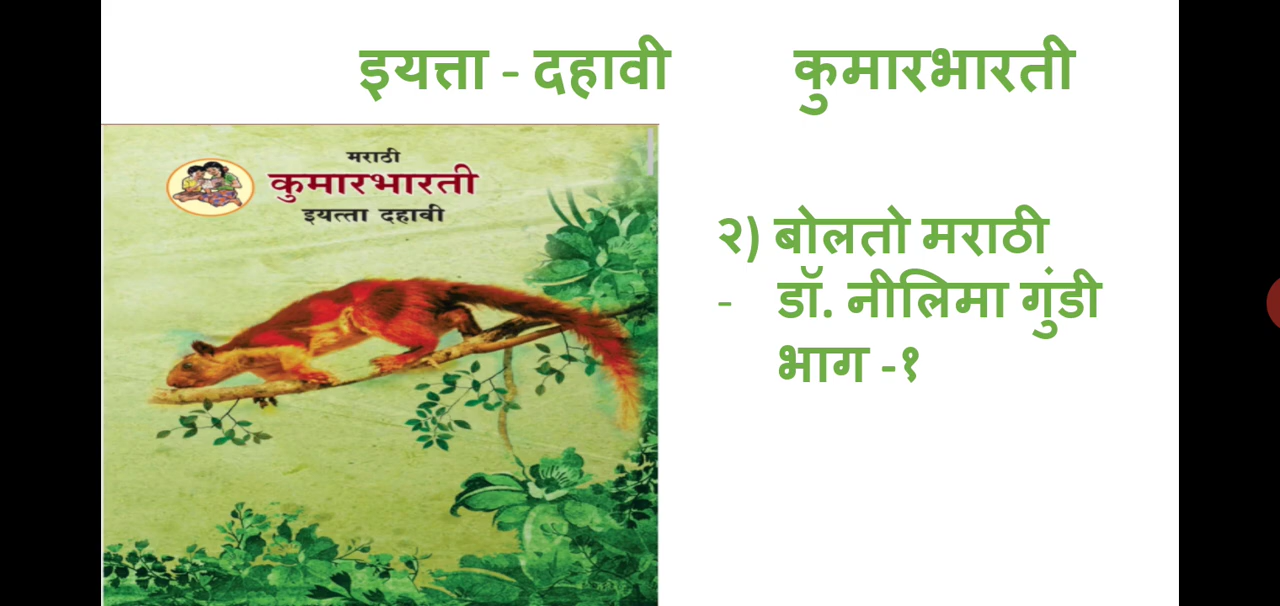 इयत्ता - दहावी कुमारभारती
मराठी
कुमारभारती
इयत्ता दहावी
२) बोलतो मराठी
- डॉ. नीलिमा गुंडी
भाग -१